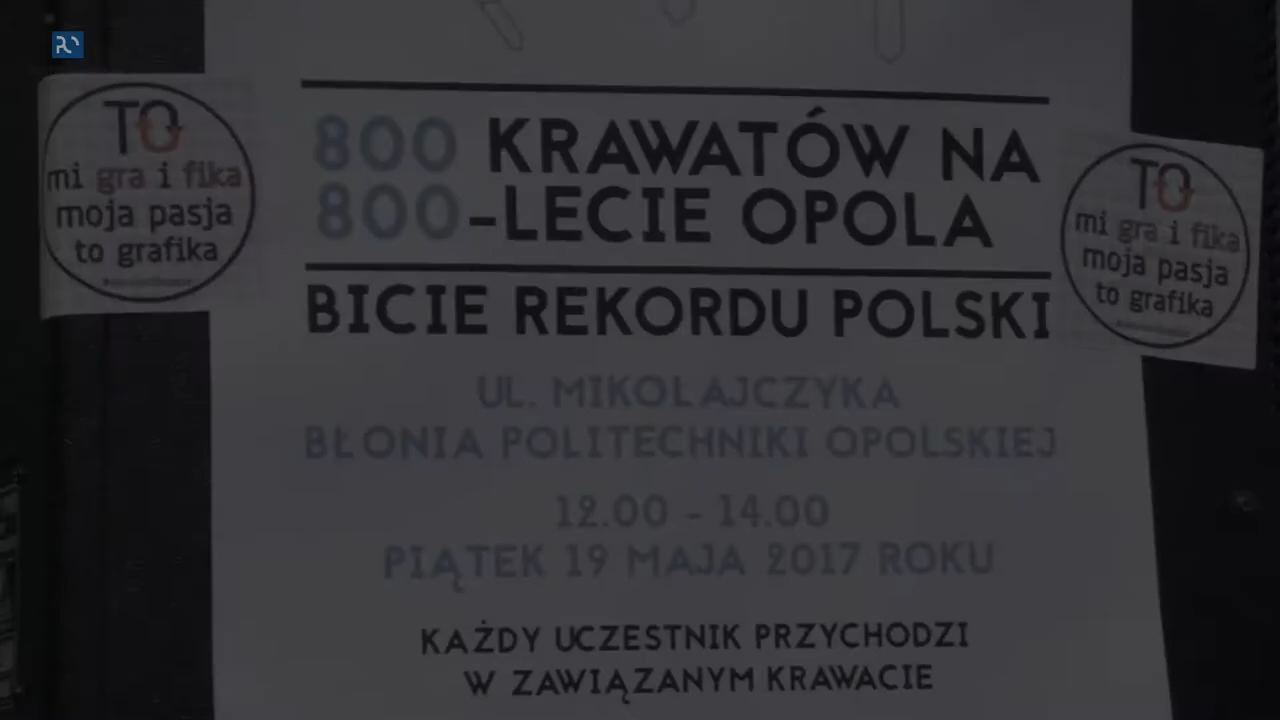 TO
mi gra i fika
moja pasja
to grafika
800 KRAWATÓW NA
800-LECIE OPOLA
BICIE REKORDU POLSKI
UL. MIKOŁAJCZYKA
BŁONIA POLITECHNIKI OPOLSKIEJ
12.00 - 14.00
PIĄTEK 19 MAJA 2017 ROKU
KAŻDY UCZESTNIK PRZYCHODZI
W ZAWIĄZANYM KRAWACIE
TO
mi gra i fika
moja pasja
to grafika